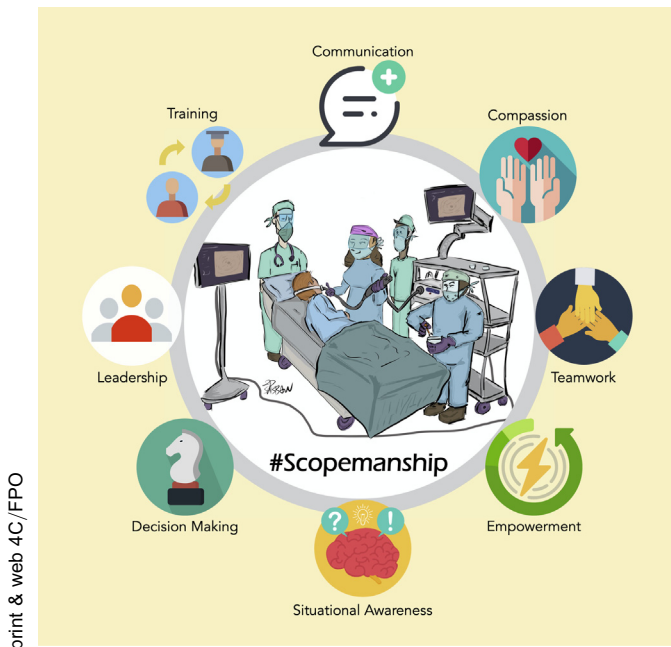 Communication
Training
Compassion
Leadership
Teamwork
#Scopemanship
Decision Making
Empowerment
? !
Situational Awareness
print & web 4C/FPO